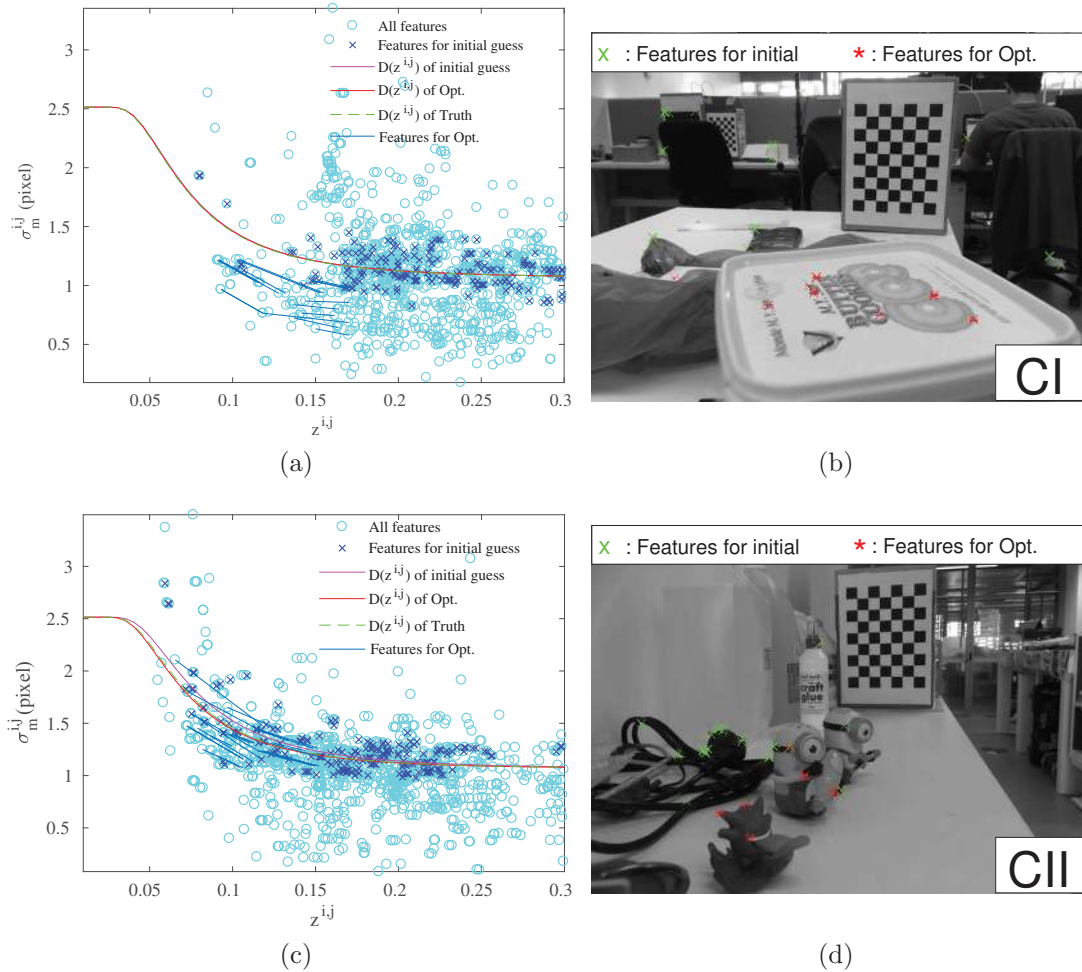 All features
Features for initial guess
D(z^{i,j}) of initial guess
D(z^{i,j}) of Opt.
D(z^{i,j}) of Truth
Features for Opt.
3
2.5
2
1.5
1
0.5
0.05
0.1
0.15
0.2
0.25
0.3
σ_m^{i,j} (pixel)
z^{i,j}
(a)
x : Features for initial
* : Features for Opt.
BUTTER
COOKIES
CI
(b)
All features
Features for initial guess
D(z^{i,j}) of initial guess
D(z^{i,j}) of Opt.
D(z^{i,j}) of Truth
Features for Opt.
3
2.5
2
1.5
1
0.5
0.05
0.1
0.15
0.2
0.25
0.3
σ_m^{i,j} (pixel)
z^{i,j}
(c)
x : Features for initial
* : Features for Opt.
craft
glue
CII
(d)